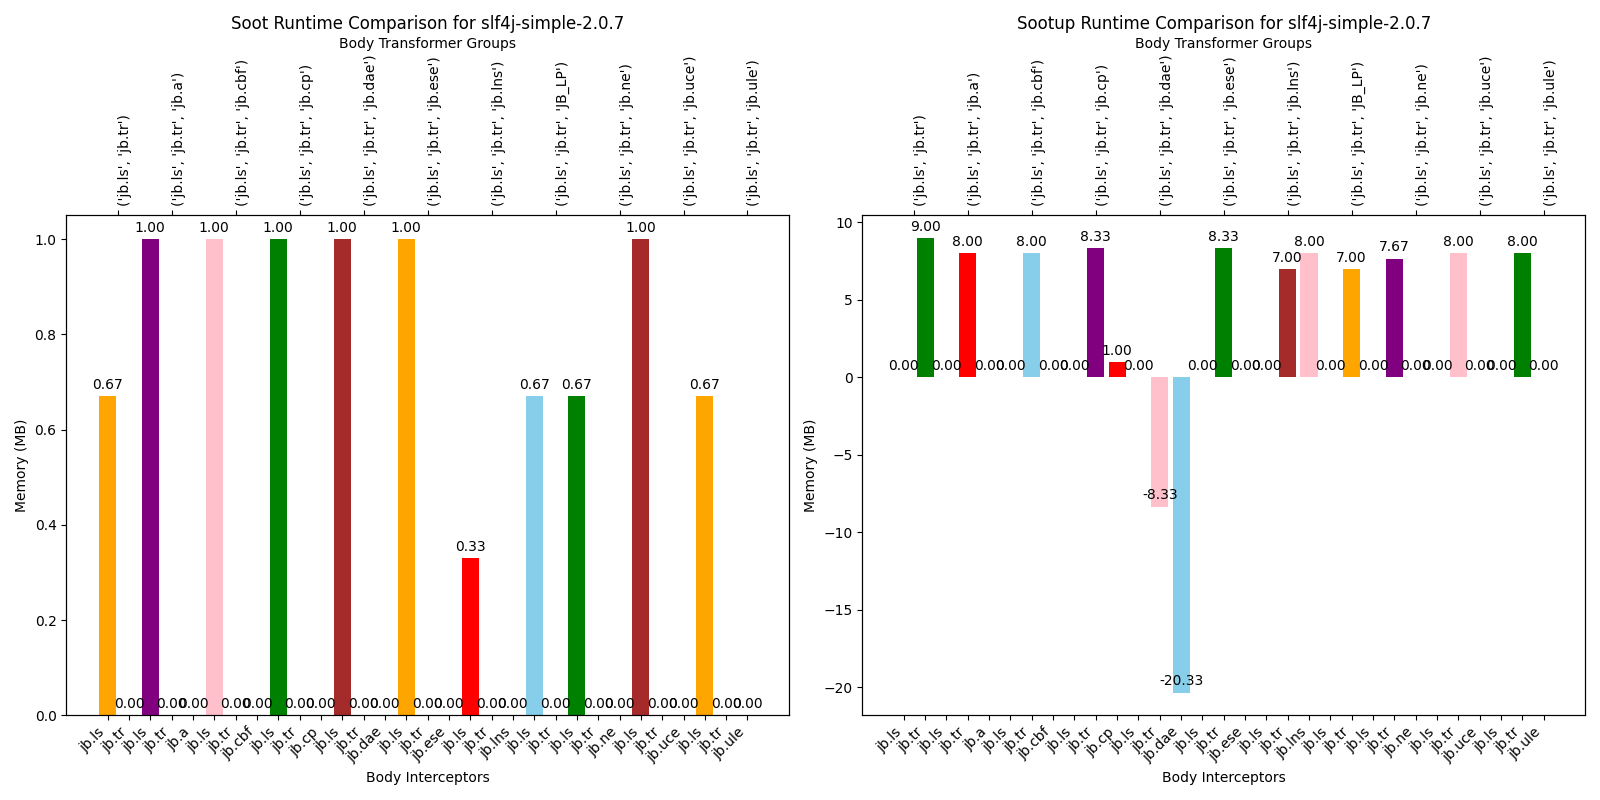 Soot Runtime Comparison for slf4j-simple-2.0.7
Body Transformer Groups
('jb.ls', 'jb.tr')
('jb.ls', 'jb.tr', 'jb.a')
('jb.ls', 'jb.tr', 'jb.cbf')
('jb.ls', 'jb.tr', 'jb.cp')
('jb.ls', 'jb.tr', 'jb.dae')
('jb.ls', 'jb.tr', 'jb.ese')
('jb.ls', 'jb.tr', 'jb.lns')
('jb.ls', 'jb.tr', 'JB_LP')
('jb.ls', 'jb.tr', 'jb.ne')
('jb.ls', 'jb.tr', 'jb.uce')
('jb.ls', 'jb.tr', 'jb.ule')
Memory (MB)
1.0
0.8
0.6
0.4
0.2
0.0
0.67
0.00
1.00
0.00
0.00
1.00
0.00
0.00
1.00
0.00
0.00
1.00
0.00
0.00
1.00
0.00
0.00
0.33
0.00
0.00
0.67
0.00
0.67
0.00
0.00
1.00
0.00
0.00
0.67
0.00
0.00
jb.ls
jb.tr
jb.ls
jb.tr
jb.a
jb.ls
jb.tr
jb.cbf
jb.ls
jb.tr
jb.cp
jb.ls
jb.tr
jb.dae
jb.ls
jb.tr
jb.ese
jb.ls
jb.tr
jb.lns
jb.ls
jb.tr
jb.ls
jb.tr
jb.ne
jb.ls
jb.tr
jb.uce
jb.ls
jb.tr
jb.ule
Body Interceptors
Sootup Runtime Comparison for slf4j-simple-2.0.7
Body Transformer Groups
('jb.ls', 'jb.tr')
('jb.ls', 'jb.tr', 'jb.a')
('jb.ls', 'jb.tr', 'jb.cbf')
('jb.ls', 'jb.tr', 'jb.cp')
('jb.ls', 'jb.tr', 'jb.dae')
('jb.ls', 'jb.tr', 'jb.ese')
('jb.ls', 'jb.tr', 'jb.lns')
('jb.ls', 'jb.tr', 'JB_LP')
('jb.ls', 'jb.tr', 'jb.ne')
('jb.ls', 'jb.tr', 'jb.uce')
('jb.ls', 'jb.tr', 'jb.ule')
Memory (MB)
10
5
0
−5
−10
−15
−20
0.00
9.00
0.00
8.00
0.00
0.00
8.00
0.00
0.00
8.33
1.00
0.00
-8.33
-20.33
0.00
8.33
0.00
0.00
7.00
8.00
0.00
7.00
0.00
7.67
0.00
0.00
8.00
0.00
0.00
8.00
0.00
jb.ls
jb.tr
jb.ls
jb.tr
jb.a
jb.ls
jb.tr
jb.cbf
jb.ls
jb.tr
jb.cp
jb.ls
jb.tr
jb.dae
jb.ls
jb.tr
jb.ese
jb.ls
jb.tr
jb.lns
jb.ls
jb.tr
jb.ls
jb.tr
jb.ne
jb.ls
jb.tr
jb.uce
jb.ls
jb.tr
jb.ule
Body Interceptors